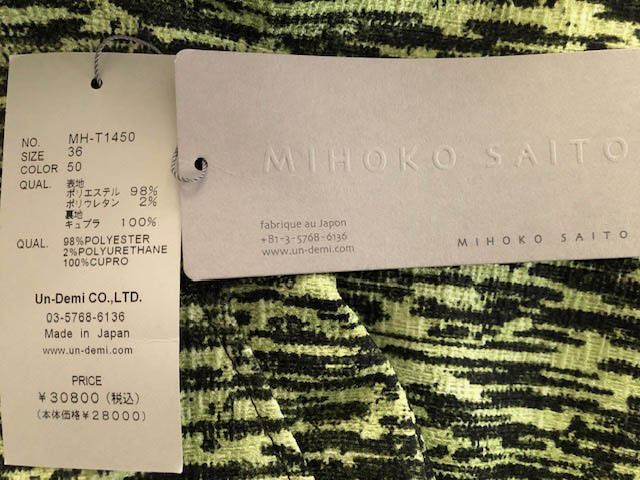 NO. MH-T1450
SIZE 36
COLOR 50
QUAL. 表地
ポリエステル 98%
ポリウレタン 2%
裏地
キュプラ 100%
QUAL. 98%POLYESTER
2%POLYURETHANE
100%CUPRO
Un-Demi CO.,LTD.
03-5768-6136
Made in Japan
www.un-demi.com
PRICE
¥30800(税込)
(本体価格¥28000)
MIHOKO SAITO
fabrique au Japon
+81-3-5768-6136
www.un-demi.com
MIHOKO SAITO